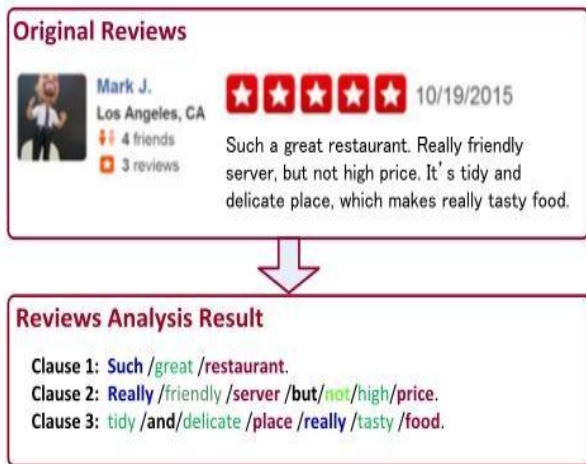 Original Reviews
Mark J.
Los Angeles, CA
4 friends
3 reviews
10/19/2015
Such a great restaurant. Really friendly
server, but not high price. It's tidy and
delicate place, which makes really tasty food.
Reviews Analysis Result
Clause 1: Such /great /restaurant.
Clause 2: Really /friendly /server /but/not/high/price.
Clause 3: tidy /and/delicate /place /really /tasty /food.